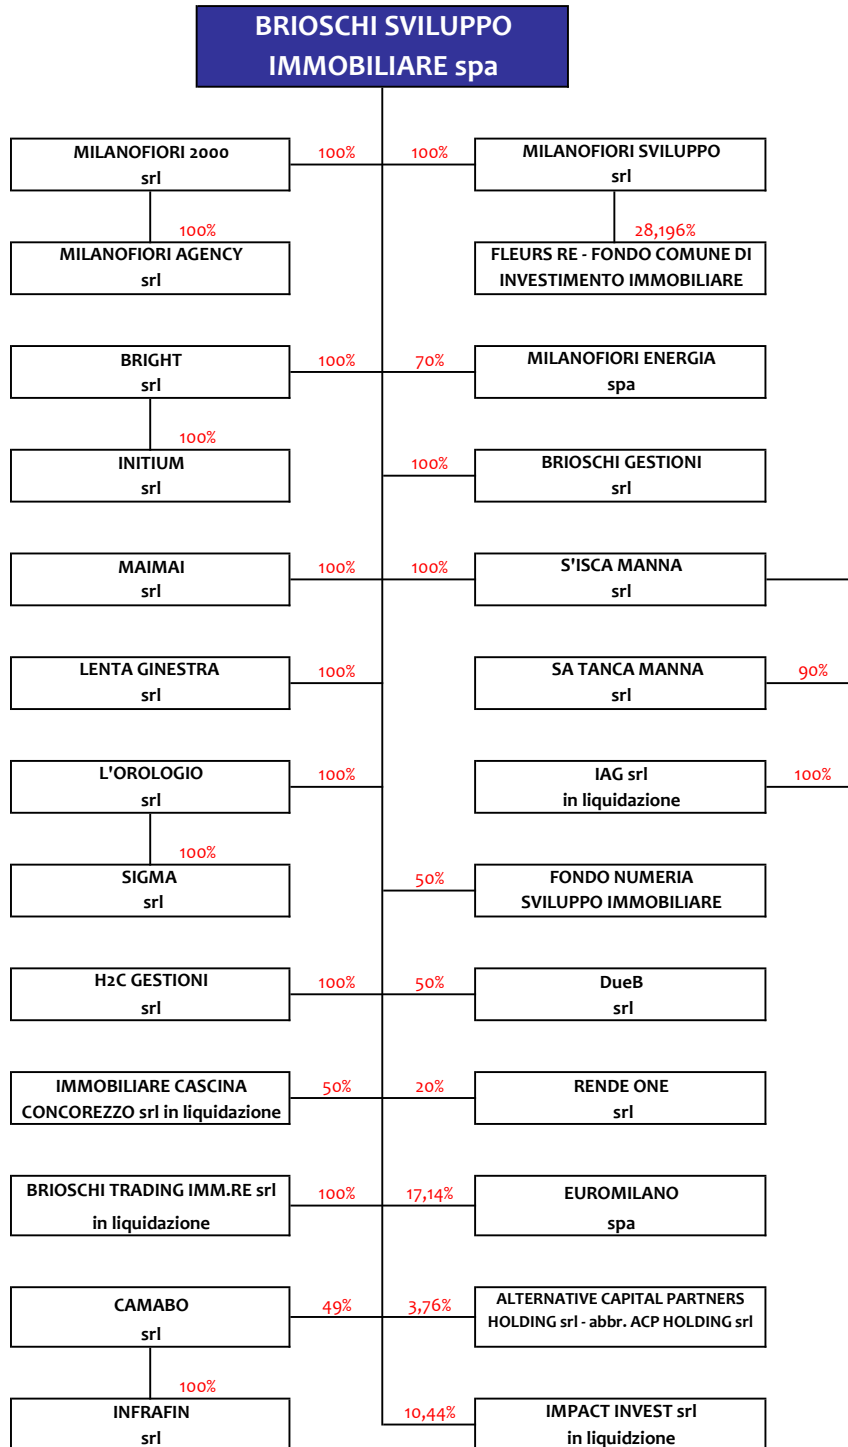 BRIOSCHI SVILUPPO
IMMOBILIARE spa
MILANOFIORI 2000
srl
100%
100%
MILANOFIORI SVILUPPO
srl
100%
28,196%
MILANOFIORI AGENCY
srl
FLEURS RE - FONDO COMUNE DI
INVESTIMENTO IMMOBILIARE
BRIGHT
srl
100%
70%
MILANOFIORI ENERGIA
spa
100%
INITIUM
srl
100%
BRIOSCHI GESTIONI
srl
MAIMAI
srl
100%
100%
S'ISCA MANNA
srl
LENTA GINESTRA
srl
100%
SA TANCA MANNA
srl
90%
L'OROLOGIO
srl
100%
IAG srl
in liquidazione
100%
100%
SIGMA
srl
50%
FONDO NUMERIA
SVILUPPO IMMOBILIARE
H2C GESTIONI
srl
100%
50%
DueB
srl
IMMOBILIARE CASCINA
CONCOREZZO srl in liquidazione
50%
20%
RENDE ONE
srl
BRIOSCHI TRADING IMM.RE srl
in liquidazione
100%
17,14%
EUROMILANO
spa
CAMABO
srl
49%
3,76%
ALTERNATIVE CAPITAL PARTNERS
HOLDING srl - abbr. ACP HOLDING srl
100%
INFRAFIN
srl
10,44%
IMPACT INVEST srl
in liquidzione